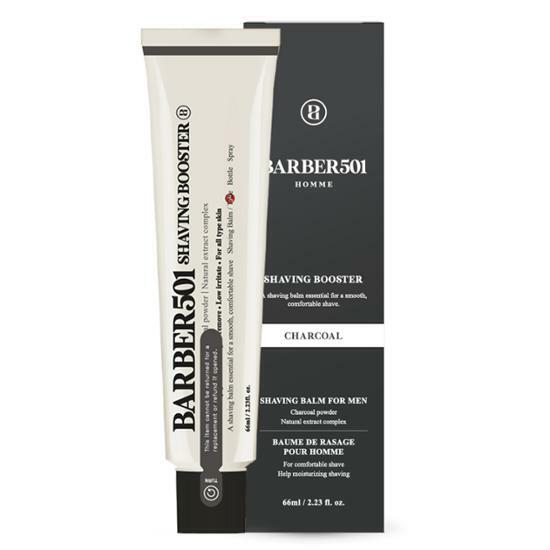 BARBER501
SHAVING BOOSTER
powder | Natural extract complex
Low irritate • For all type skin
A shaving balm essential for a smooth, comfortable shave Shaving Balm / Bottle Spray
66ml / 2.23fl. oz.
This item cannot be returned for a
replacement or refund if opened.
TURN
BARBER501
HOMME
SHAVING BOOSTER
A shaving balm essential for a smooth,
comfortable shave.
CHARCOAL
SHAVING BALM FOR MEN
Charcoal powder
Natural extract complex
BAUME DE RASAGE
POUR HOMME
For comfortable shave
Help moisturizing shaving
66ml / 2.23 fl. oz.